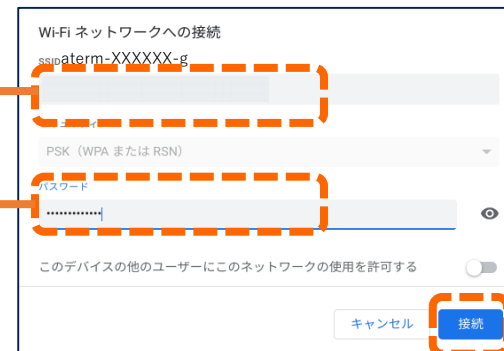 Wi-Fi ネットワークへの接続
SSID aterm-XXXXXX-g
PSK（WPA または RSN）
パスワード
•••••••••••••
このデバイスの他のユーザーにこのネットワークの使用を許可する
キャンセル
接続